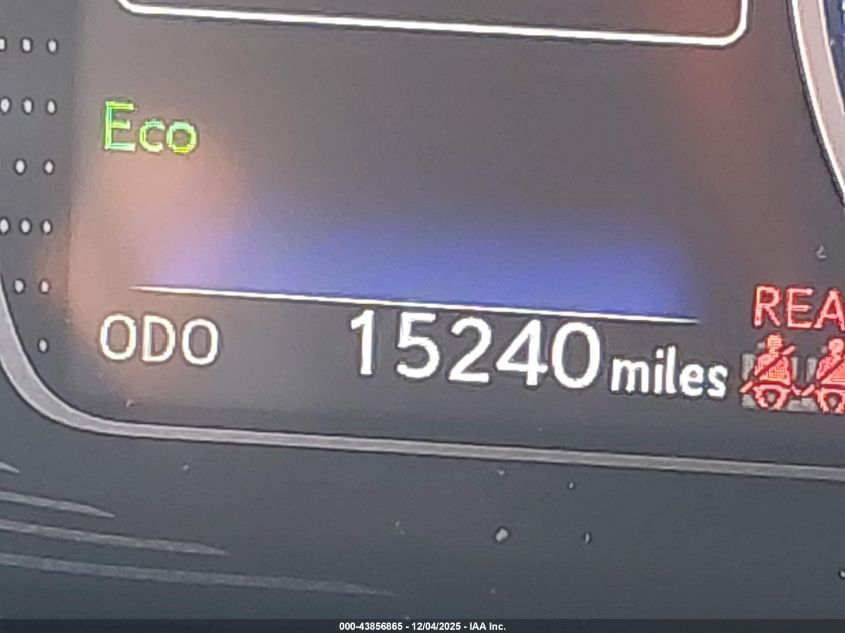 Eco
ODO 15240 miles
REA
000-43856865 - 12/04/2025 - IAA Inc.